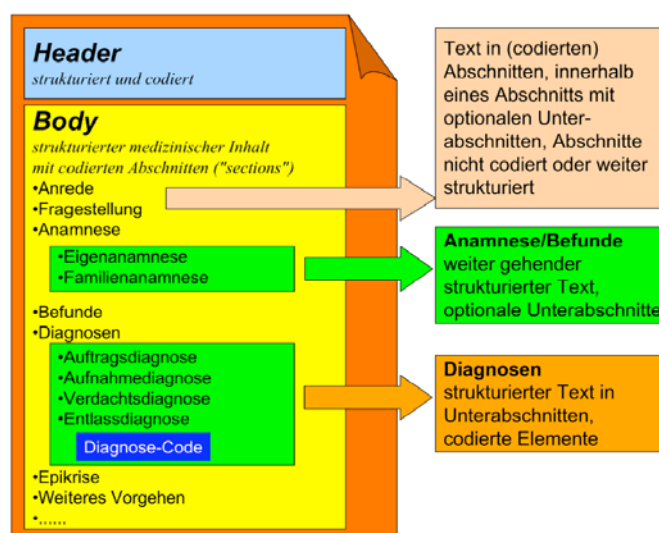 Header
strukturiert und codiert
Body
strukturierter medizinischer Inhalt
mit codierten Abschnitten ("sections")
•Anrede
•Fragestellung
•Anamnese
•Eigenanamnese
•Familienanamnese
•Befunde
•Diagnosen
•Auftragsdiagnose
•Aufnahmediagnose
•Verdachtsdiagnose
•Entlassdiagnose
Diagnose-Code
•Epikrise
•Weiteres Vorgehen
•......
Text in (codierten)
Abschnitten, innerhalb
eines Abschnitts mit
optionalen Unter-
abschnitten, Abschnitte
nicht codiert oder weiter
strukturiert
Anamnese/Befunde
weiter gehender
strukturierter Text,
optionale Unterabschnitte
Diagnosen
strukturierter Text in
Unterabschnitten,
codierte Elemente